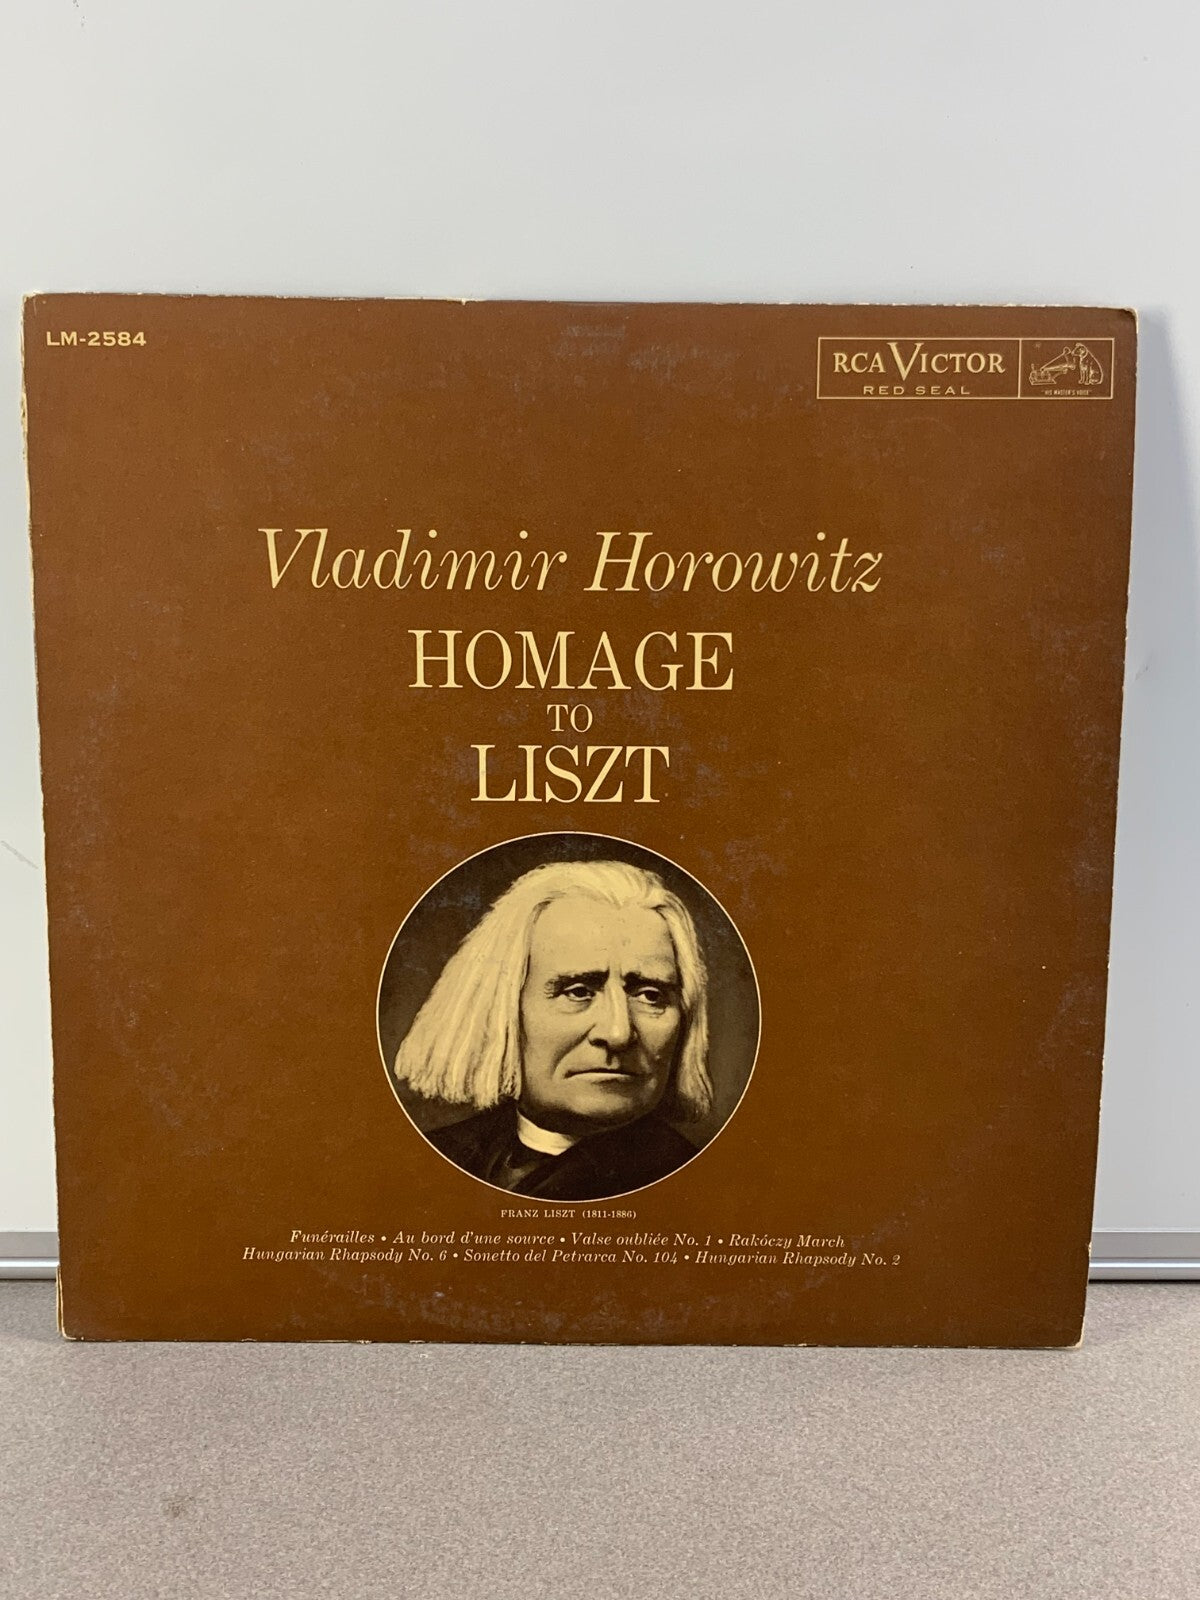 LM-2584
RCA VICTOR
RED SEAL
"HIS MASTER'S VOICE"
Vladimir Horowitz
HOMAGE
TO
LISZT
FRANZ LISZT (1811-1886)
Funérailles • Au bord d'une source • Valse oubliée No. 1 • Rakóczy March
Hungarian Rhapsody No. 6 • Sonetto del Petrarca No. 104 • Hungarian Rhapsody No. 2